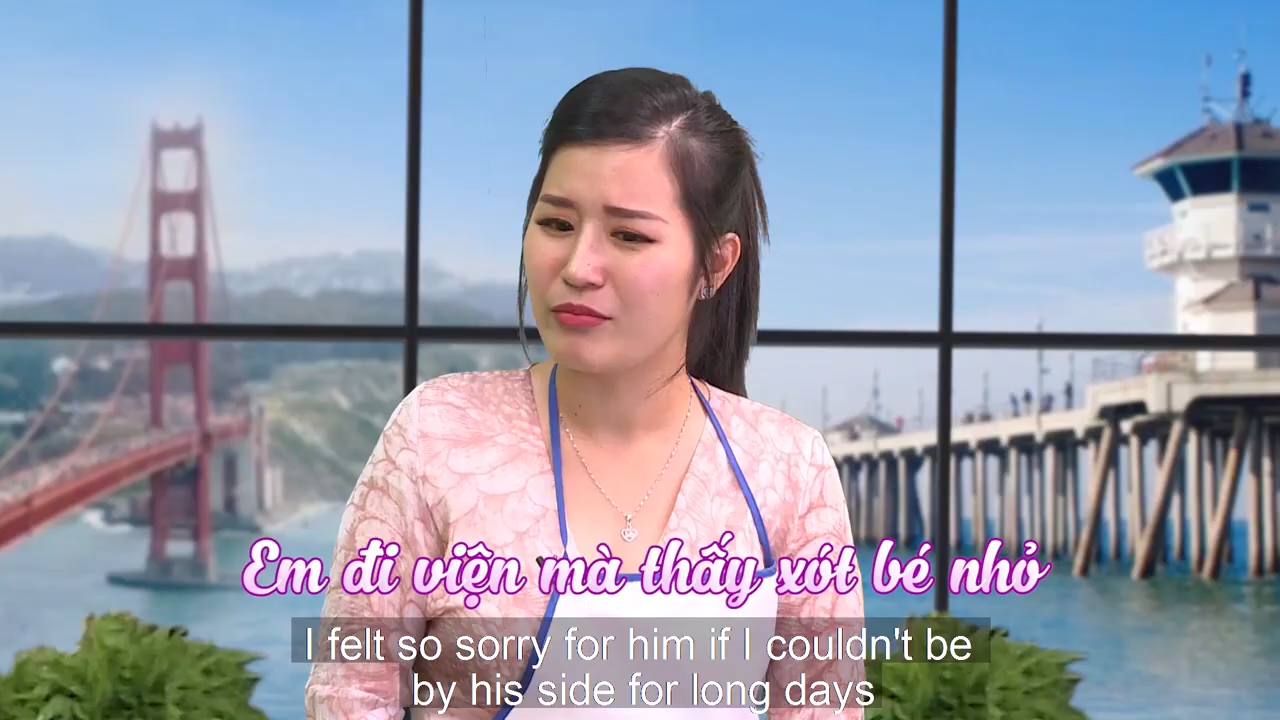 Em đi viện mà thấy xót bé nhỏ
I felt so sorry for him if I couldn't be
by his side for long days